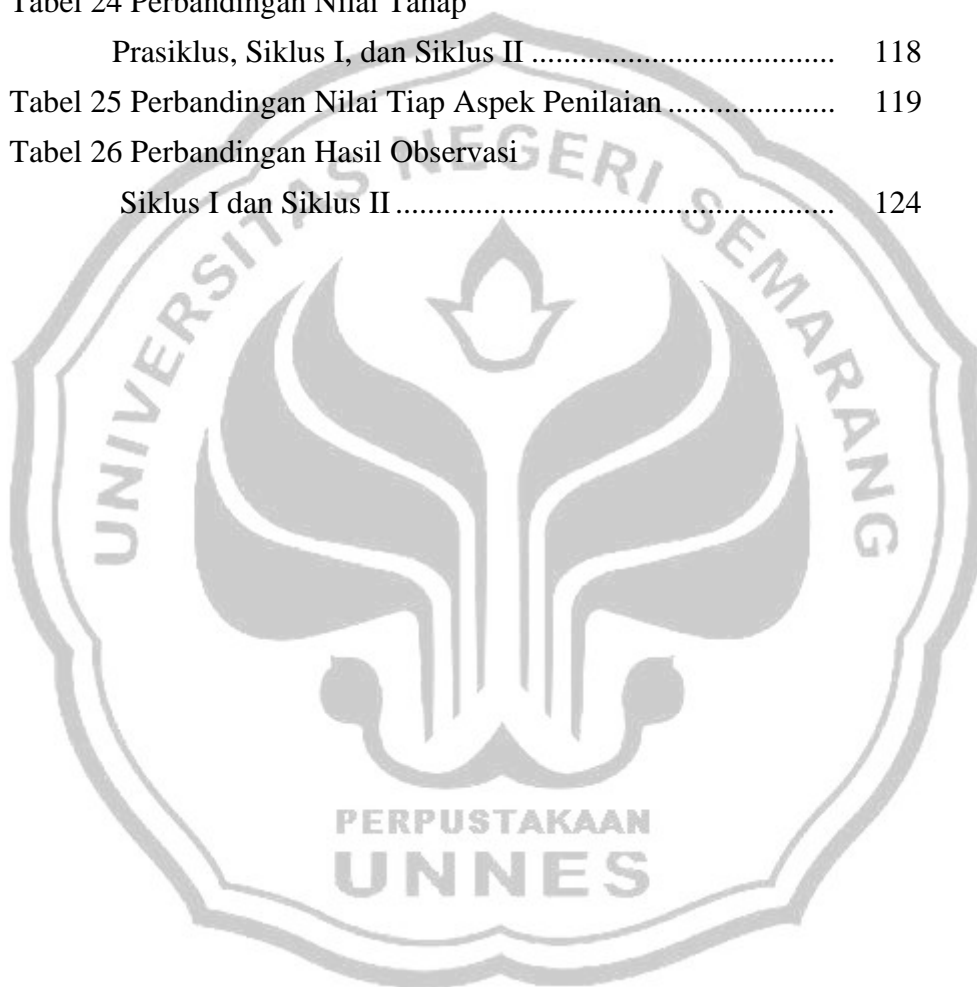 Tabel 24 Perbandingan Nilai Tahap
Prasiklus, Siklus I, dan Siklus II ................................... 118
Tabel 25 Perbandingan Nilai Tiap Aspek Penilaian .................... 119
Tabel 26 Perbandingan Hasil Observasi
Siklus I dan Siklus II .................................................. 124
UNIVERSITAS NEGERI SEMARANG
PERPUSTAKAAN
UNNES